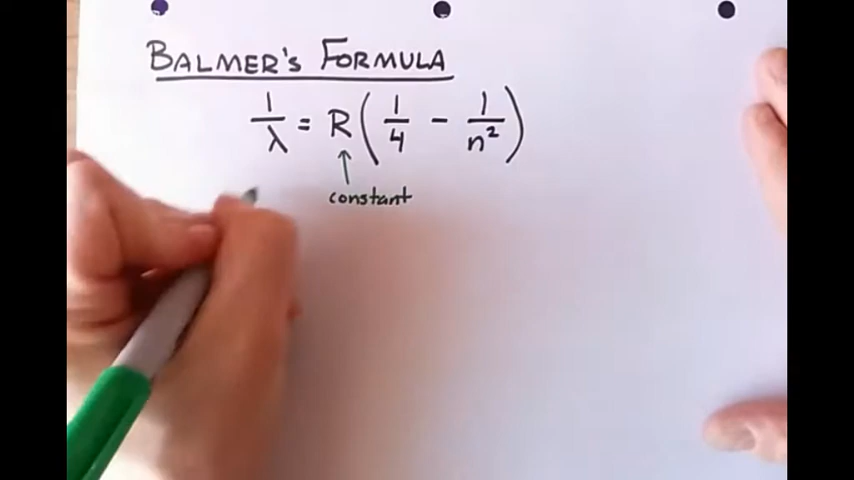 BALMER'S FORMULA
1/λ = R(1/4 - 1/n²)
↑
constant